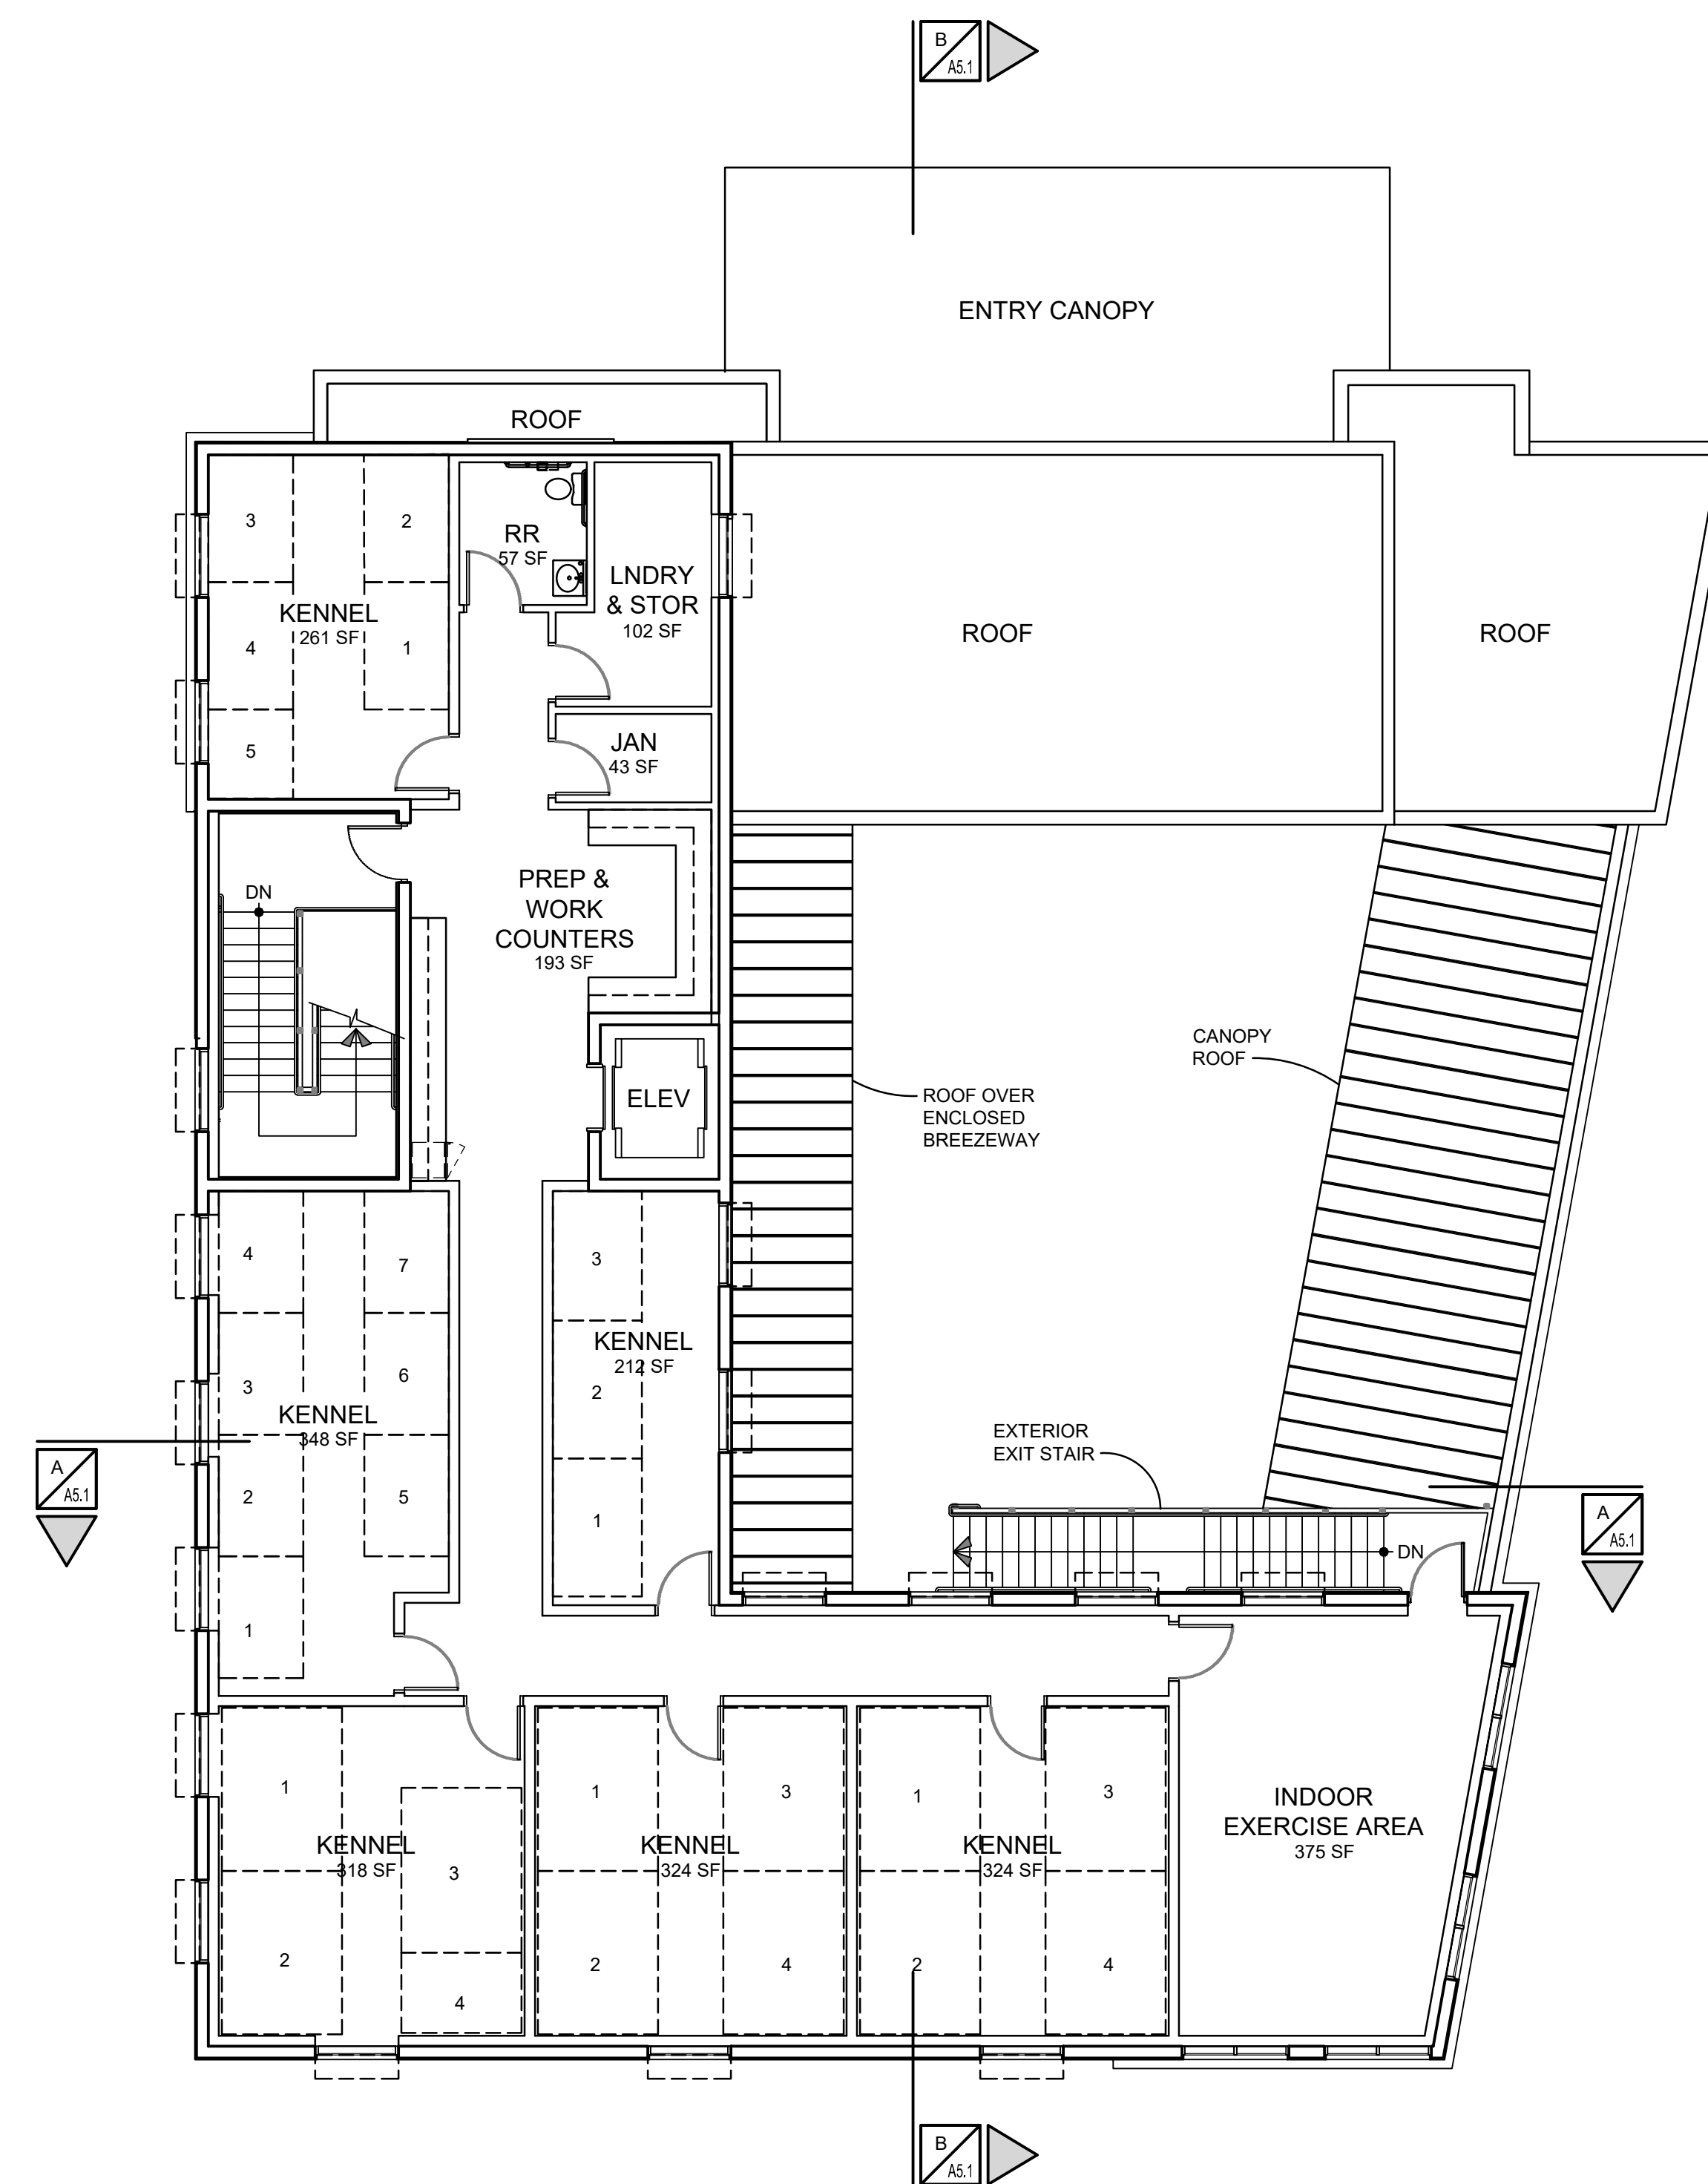 B
A5.1
ENTRY CANOPY
ROOF
3
2
RR
57 SF
LNDRY
& STOR
102 SF
KENNEL
261 SF
4
1
ROOF
ROOF
5
JAN
43 SF
DN
PREP &
WORK
COUNTERS
193 SF
CANOPY
ROOF
ELEV
ROOF OVER
ENCLOSED
BREEZEWAY
4
7
3
KENNEL
212 SF
3
6
2
KENNEL
348 SF
EXTERIOR
EXIT STAIR
A
A5.1
2
5
1
A
A5.1
DN
1
1
3
KENNEL
318 SF
2
4
1
3
KENNEL
324 SF
2
4
1
3
KENNEL
324 SF
2
4
INDOOR
EXERCISE AREA
375 SF
B
A5.1